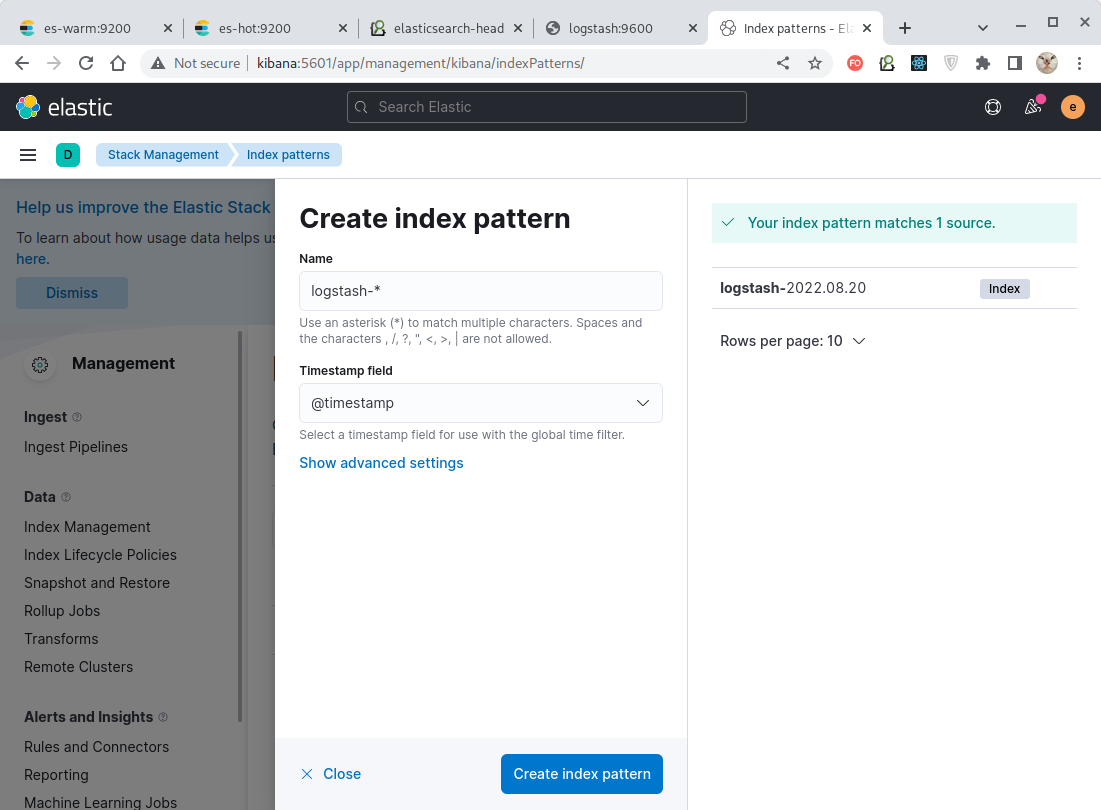 es-warm:9200
es-hot:9200
elasticsearch-head
logstash:9600
Index patterns - Ela
Not secure
kibana:5601/app/management/kibana/indexPatterns/
FO
elastic
Search Elastic
e
D
Stack Management
Index patterns
Help us improve the Elastic Stack
To learn about how usage data helps us
here.
Dismiss
Management
Ingest
Ingest Pipelines
Data
Index Management
Index Lifecycle Policies
Snapshot and Restore
Rollup Jobs
Transforms
Remote Clusters
Alerts and Insights
Rules and Connectors
Reporting
Machine Learning Jobs
Create index pattern
Name
logstash-*
Use an asterisk (*) to match multiple characters. Spaces and
the characters , /, ?, ", <, >, | are not allowed.
Timestamp field
@timestamp
Select a timestamp field for use with the global time filter.
Show advanced settings
Close
Create index pattern
Your index pattern matches 1 source.
logstash-2022.08.20
Index
Rows per page: 10